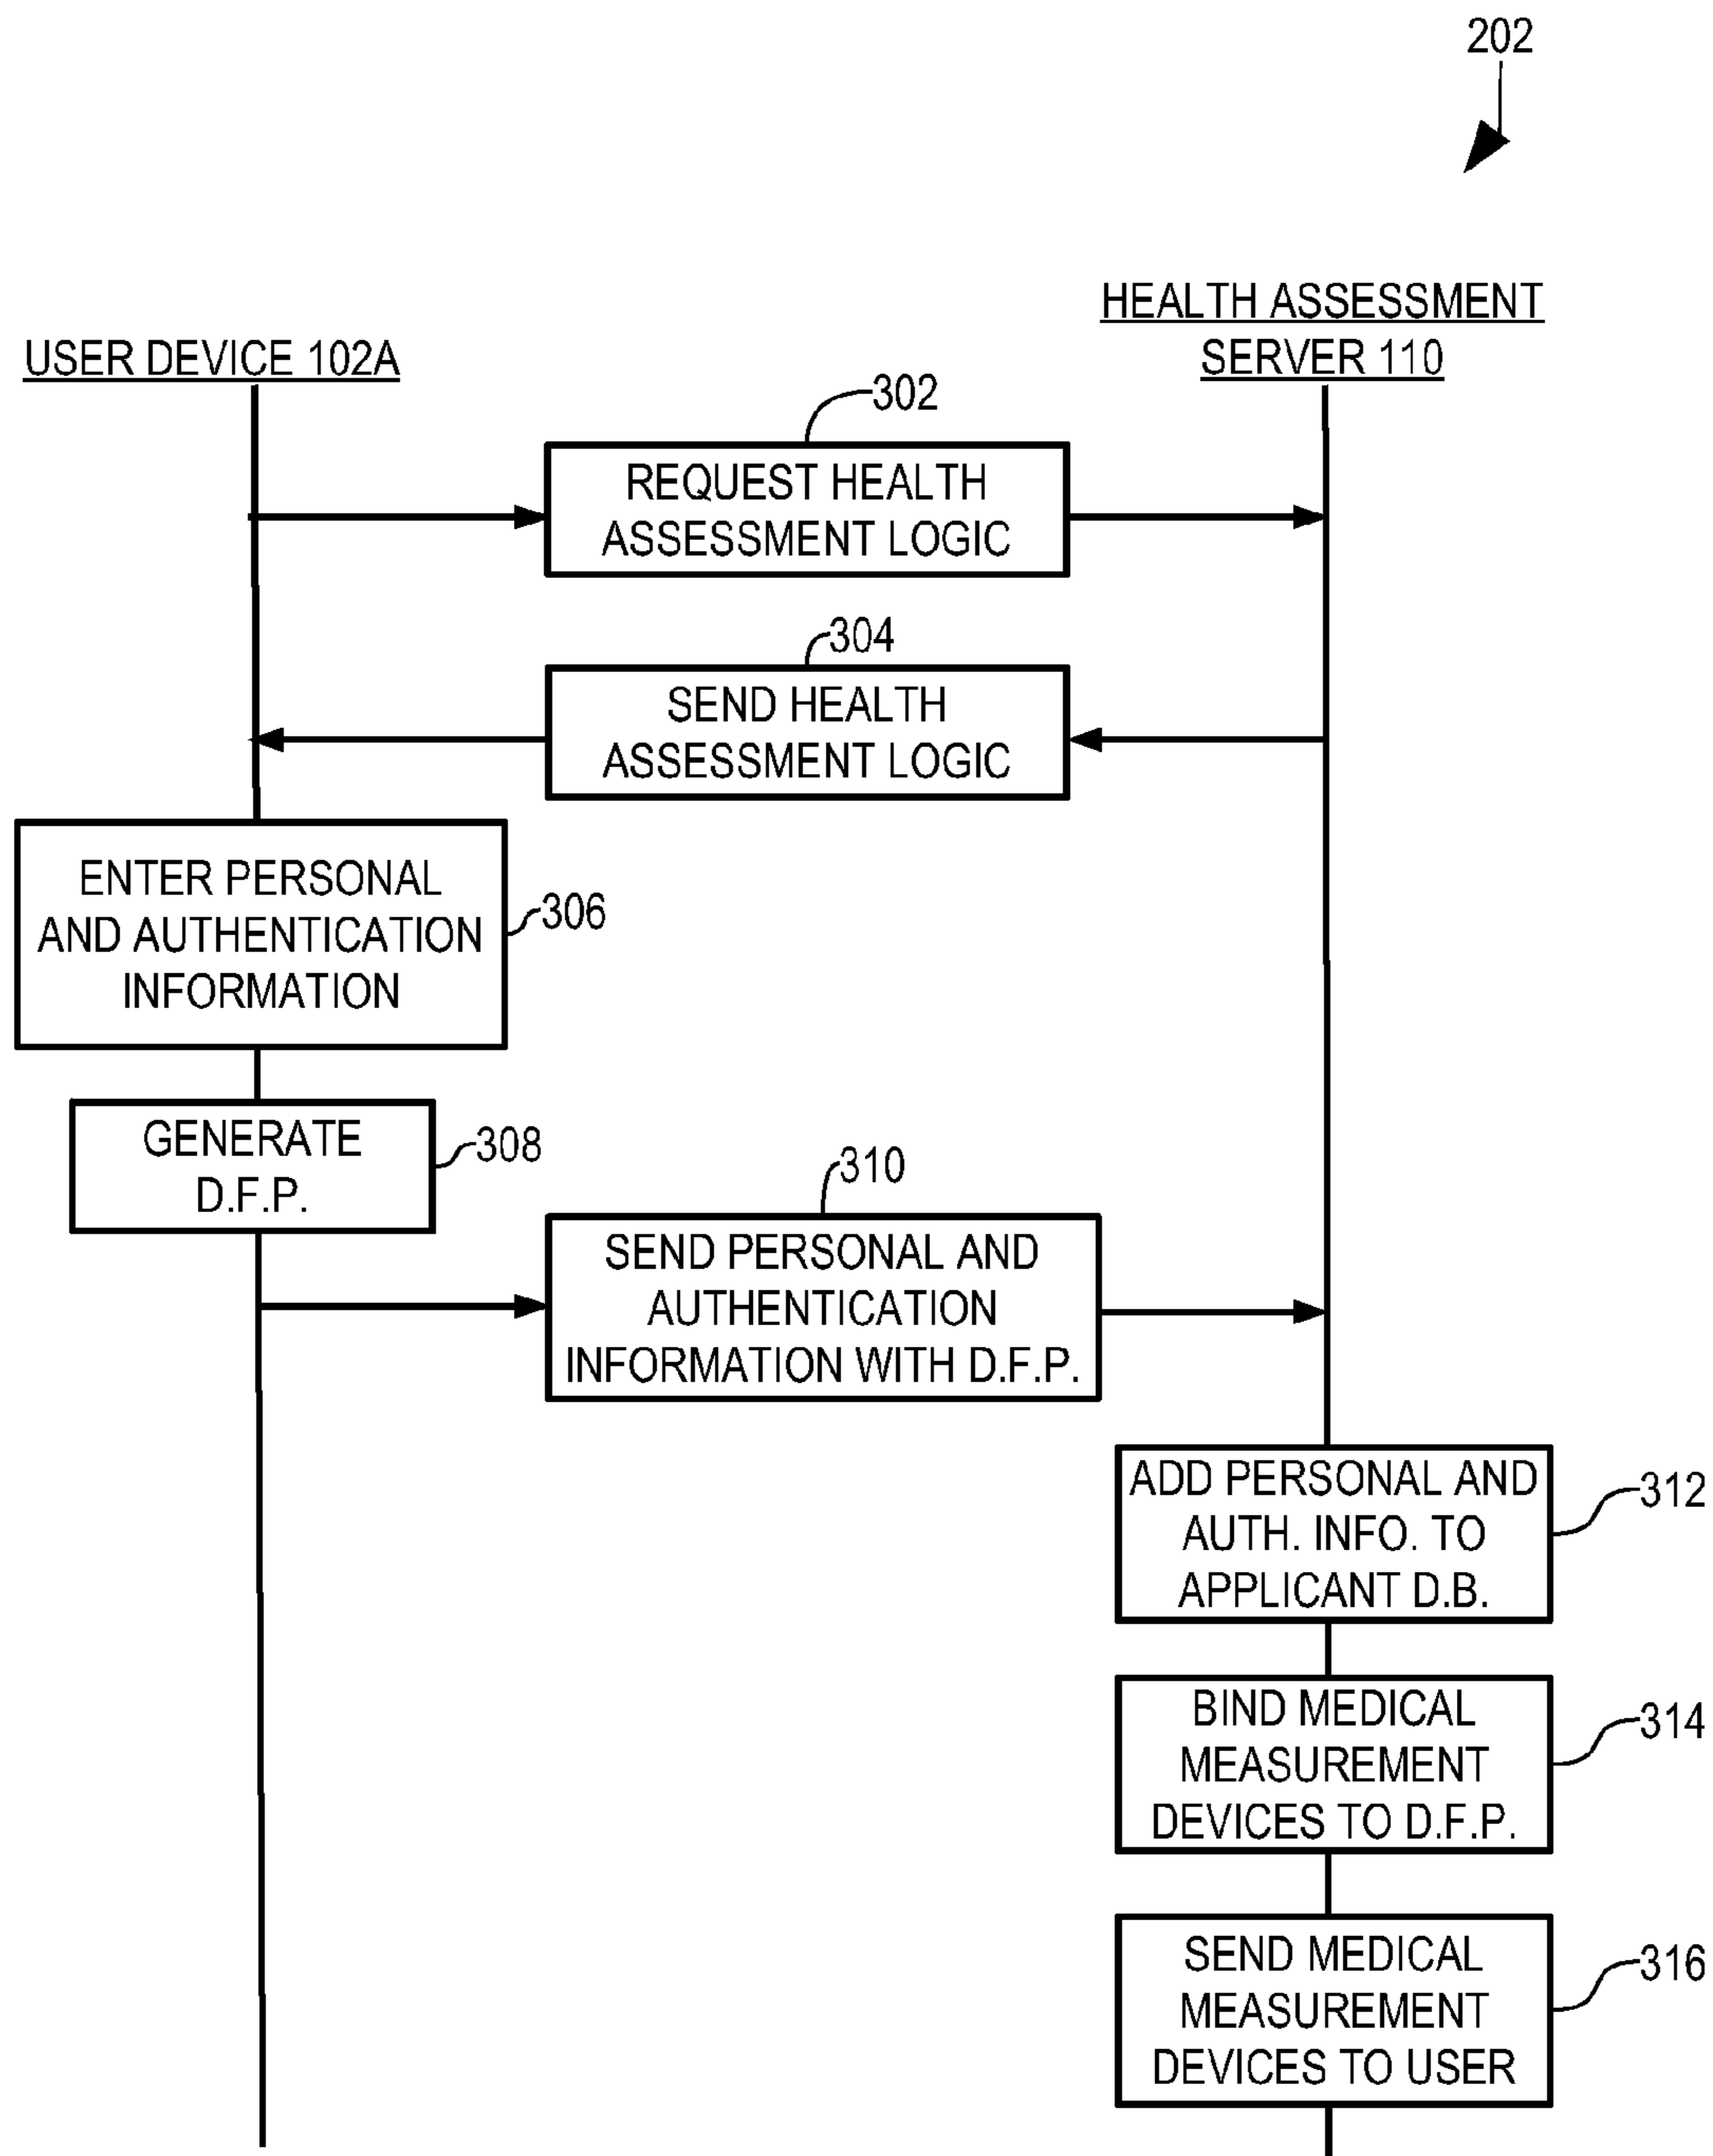 202
USER DEVICE 102A
HEALTH ASSESSMENT
SERVER 110
302
REQUEST HEALTH
ASSESSMENT LOGIC
304
SEND HEALTH
ASSESSMENT LOGIC
ENTER PERSONAL
AND AUTHENTICATION
INFORMATION
306
GENERATE
D.F.P.
308
310
SEND PERSONAL AND
AUTHENTICATION
INFORMATION WITH D.F.P.
ADD PERSONAL AND
AUTH. INFO. TO
APPLICANT D.B.
312
BIND MEDICAL
MEASUREMENT
DEVICES TO D.F.P.
314
SEND MEDICAL
MEASUREMENT
DEVICES TO USER
316